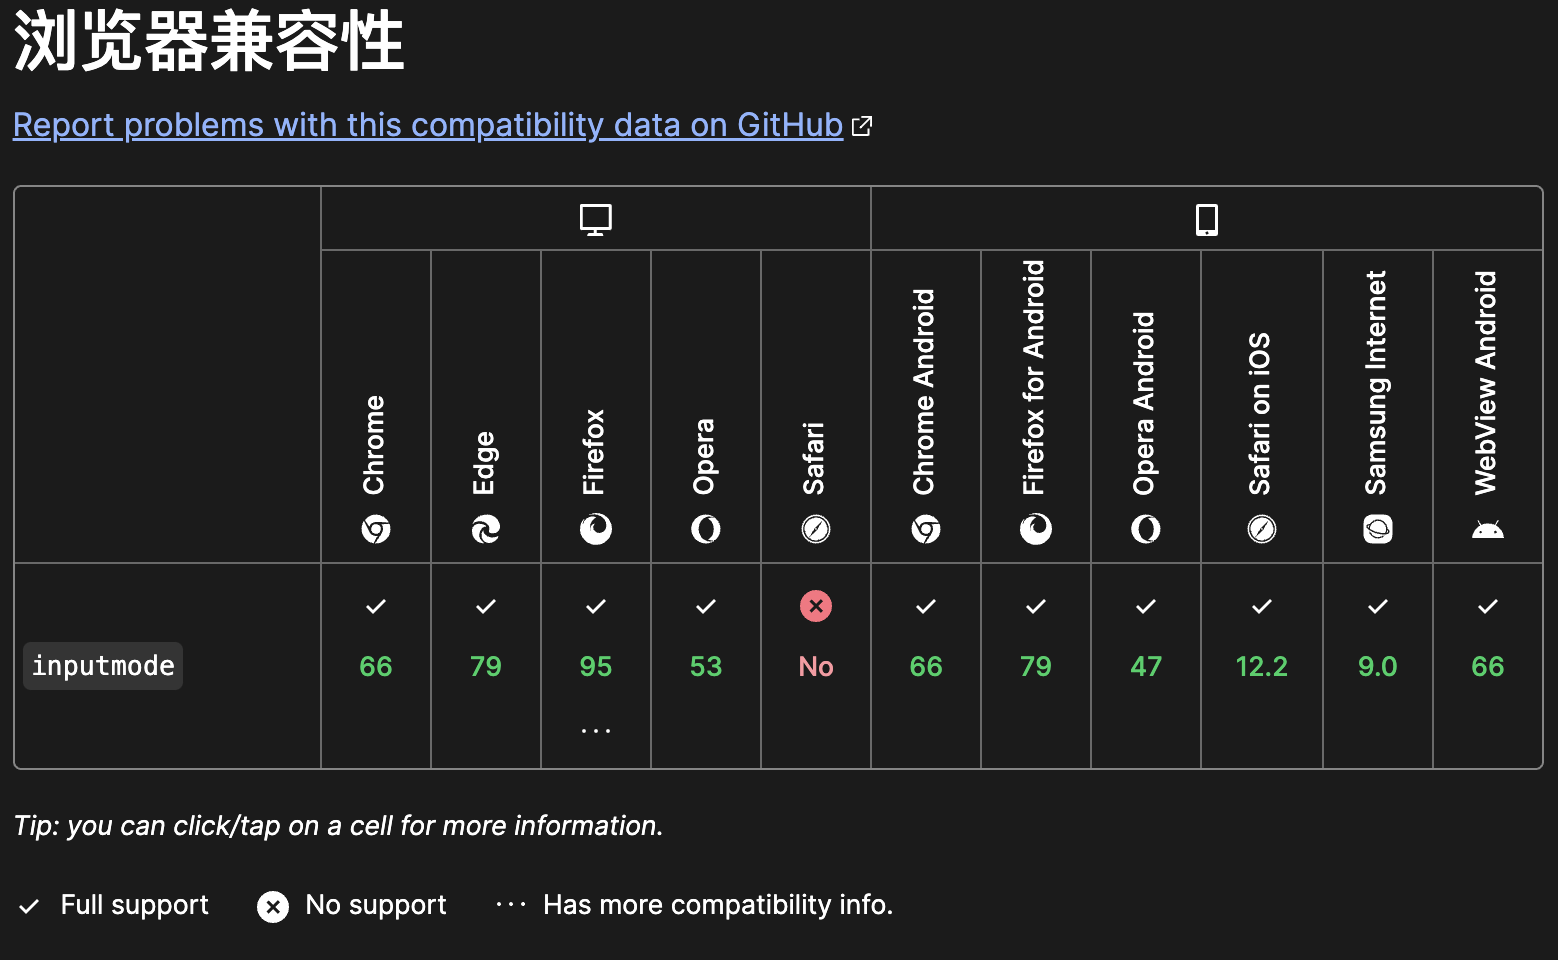 浏览器兼容性
Report problems with this compatibility data on GitHub
Chrome
Edge
Firefox
Opera
Safari
Chrome Android
Firefox for Android
Opera Android
Safari on iOS
Samsung Internet
WebView Android
inputmode
66
79
95
53
No
66
79
47
12.2
9.0
66
...
Tip: you can click/tap on a cell for more information.
Full support
No support
... Has more compatibility info.